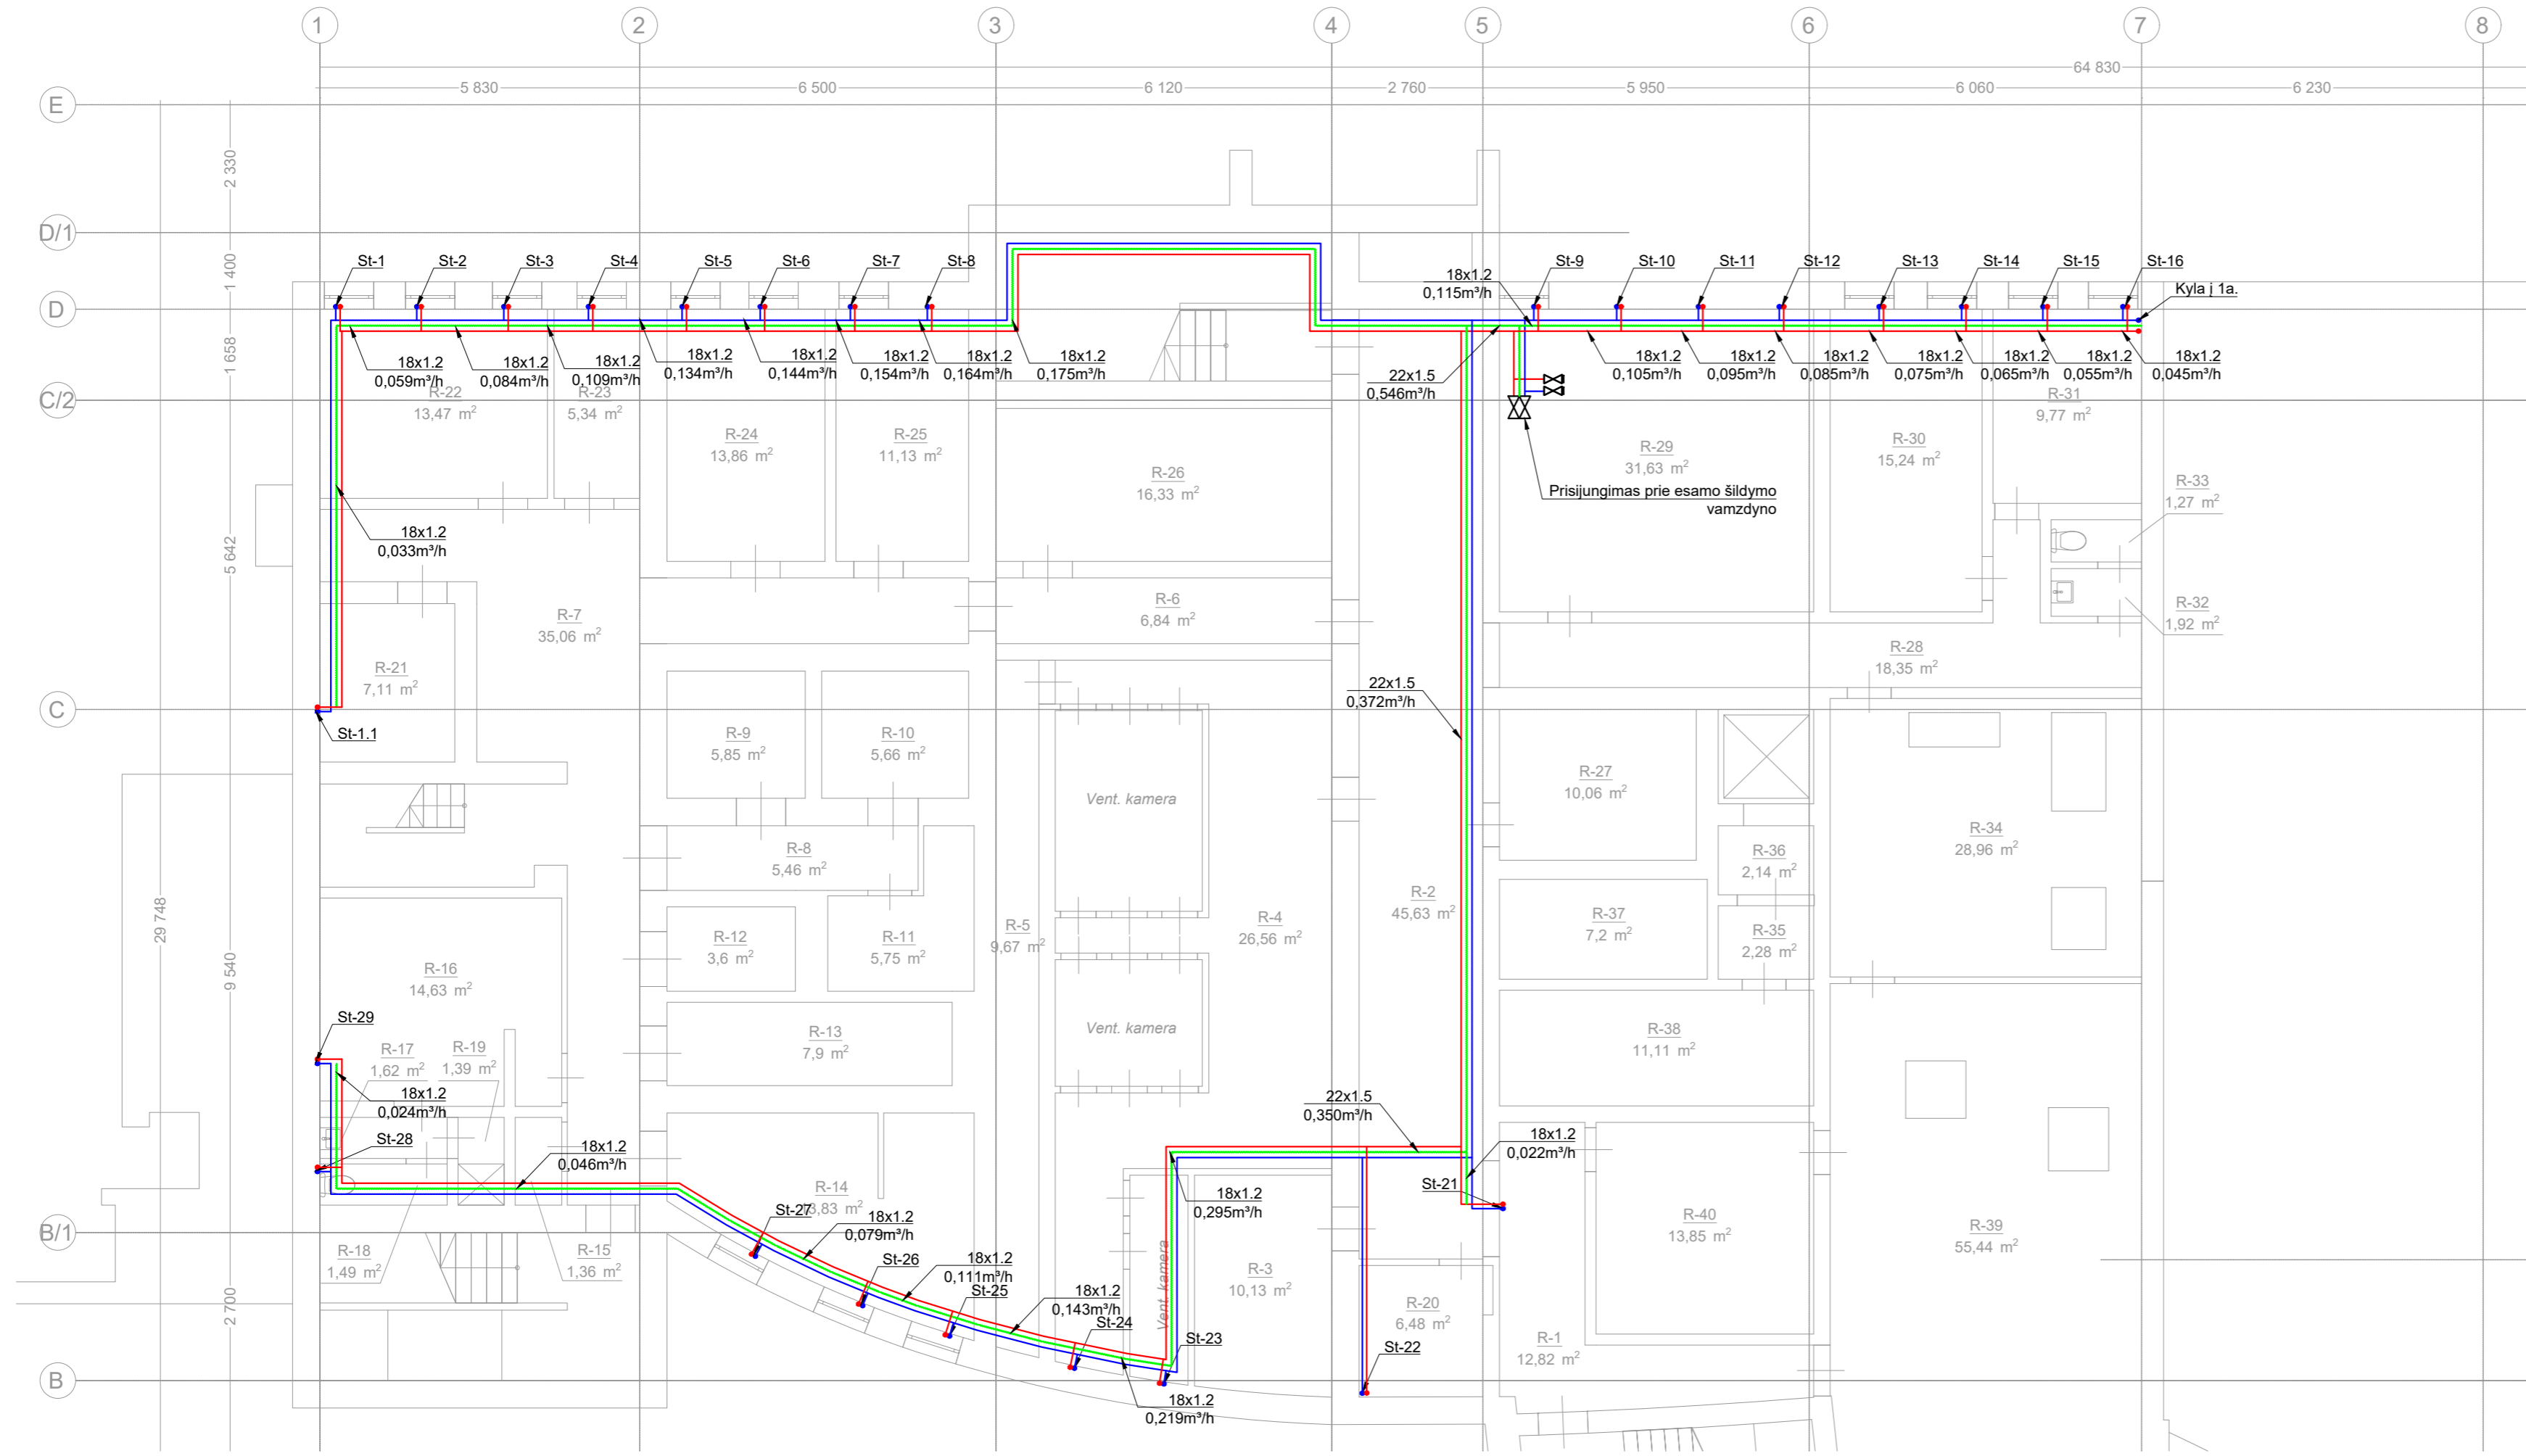 1
2
3
4
5
6
7
8
64 830
5 830
6 500
6 120
2 760
5 950
6 060
6 230
E
2 330
D/1
1 400
St-1
St-2
St-3
St-4
St-5
St-6
St-7
St-8
18x1.2
0,115m³/h
St-9
St-10
St-11
St-12
St-13
St-14
St-15
St-16
Kyla į 1a.
D
1 658
18x1.2
0,059m³/h
18x1.2
0,084m³/h
18x1.2
0,109m³/h
18x1.2
0,134m³/h
18x1.2
0,144m³/h
18x1.2
0,154m³/h
18x1.2
0,164m³/h
18x1.2
0,175m³/h
22x1.5
0,546m³/h
18x1.2
0,105m³/h
18x1.2
0,095m³/h
18x1.2
0,085m³/h
18x1.2
0,075m³/h
18x1.2
0,065m³/h
18x1.2
0,055m³/h
18x1.2
0,045m³/h
C/2
R-22
13,47 m²
R-23
5,34 m²
R-24
13,86 m²
R-25
11,13 m²
R-26
16,33 m²
R-29
31,63 m²
R-30
15,24 m²
R-31
9,77 m²
Prisijungimas prie esamo šildymo
vamzdyno
R-33
1,27 m²
18x1.2
0,033m³/h
5 642
R-7
35,06 m²
R-6
6,84 m²
R-32
1,92 m²
R-21
7,11 m²
R-28
18,35 m²
22x1.5
0,372m³/h
C
St-1.1
R-9
5,85 m²
R-10
5,66 m²
Vent. kamera
R-27
10,06 m²
R-8
5,46 m²
R-34
28,96 m²
R-36
2,14 m²
R-2
45,63 m²
29 748
9 540
R-16
14,63 m²
R-12
3,6 m²
R-11
5,75 m²
R-5
9,67 m²
R-4
26,56 m²
R-37
7,2 m²
R-35
2,28 m²
St-29
R-17
1,62 m²
R-19
1,39 m²
R-13
7,9 m²
Vent. kamera
R-38
11,11 m²
18x1.2
0,024m³/h
22x1.5
0,350m³/h
St-28
18x1.2
0,046m³/h
18x1.2
0,022m³/h
R-14
3,83 m²
St-27
18x1.2
0,079m³/h
18x1.2
0,295m³/h
St-21
B/1
R-18
1,49 m²
R-15
1,36 m²
St-26
18x1.2
0,111m³/h
St-25
18x1.2
0,143m³/h
St-24
Vent. kamera
R-3
10,13 m²
R-40
13,85 m²
R-39
55,44 m²
2 700
R-20
6,48 m²
St-23
St-22
R-1
12,82 m²
B
18x1.2
0,219m³/h